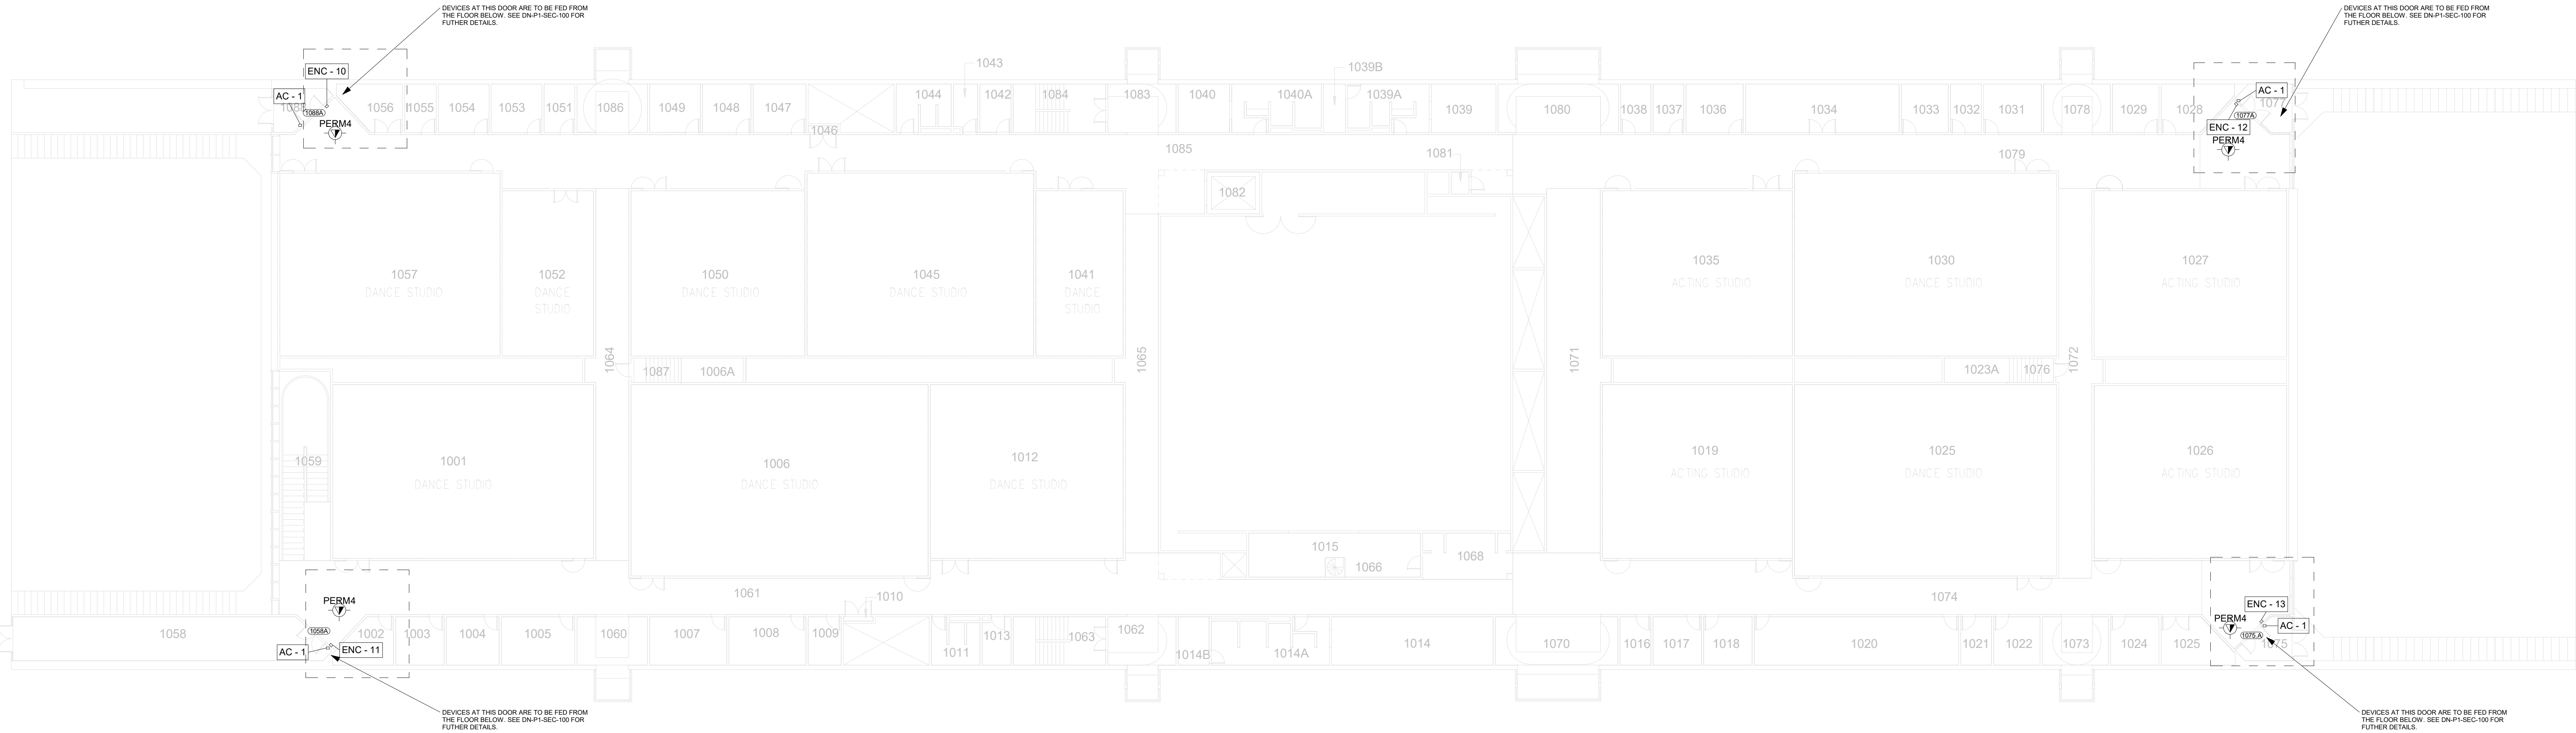 DEVICES AT THIS DOOR ARE TO BE FED FROM
THE FLOOR BELOW. SEE DN-P1-SEC-100 FOR
FUTHER DETAILS.
DEVICES AT THIS DOOR ARE TO BE FED FROM
THE FLOOR BELOW. SEE DN-P1-SEC-100 FOR
FUTHER DETAILS.
ENC - 10
AC - 1
1088A
PERM4
1056
1055
1054
1053
1051
1086
1049
1048
1047
1046
1044
1043
1042
1084
1083
1040
1040A
1039B
1039A
1039
1080
1038
1037
1036
1034
1033
1032
1031
1078
1029
1028
1077
AC - 1
1077A
ENC - 12
PERM4
1085
1081
1079
1082
1057
DANCE STUDIO
1052
DANCE
STUDIO
1050
DANCE STUDIO
1045
DANCE STUDIO
1041
DANCE
STUDIO
1035
ACTING STUDIO
1030
DANCE STUDIO
1027
ACTING STUDIO
1064
1087
1006A
1065
1071
1023A
1076
1072
1059
1001
DANCE STUDIO
1006
DANCE STUDIO
1012
DANCE STUDIO
1019
ACTING STUDIO
1025
DANCE STUDIO
1026
ACTING STUDIO
1015
1066
1068
1061
1010
1074
PERM4
1058A
AC - 1
ENC - 11
1058
1002
1003
1004
1005
1060
1007
1008
1009
1011
1013
1063
1062
1014B
1014A
1014
1070
1016
1017
1018
1020
1021
1022
1073
1024
1025
1075
ENC - 13
PERM4
AC - 1
1075 A
DEVICES AT THIS DOOR ARE TO BE FED FROM
THE FLOOR BELOW. SEE DN-P1-SEC-100 FOR
FUTHER DETAILS.
DEVICES AT THIS DOOR ARE TO BE FED FROM
THE FLOOR BELOW. SEE DN-P1-SEC-100 FOR
FUTHER DETAILS.